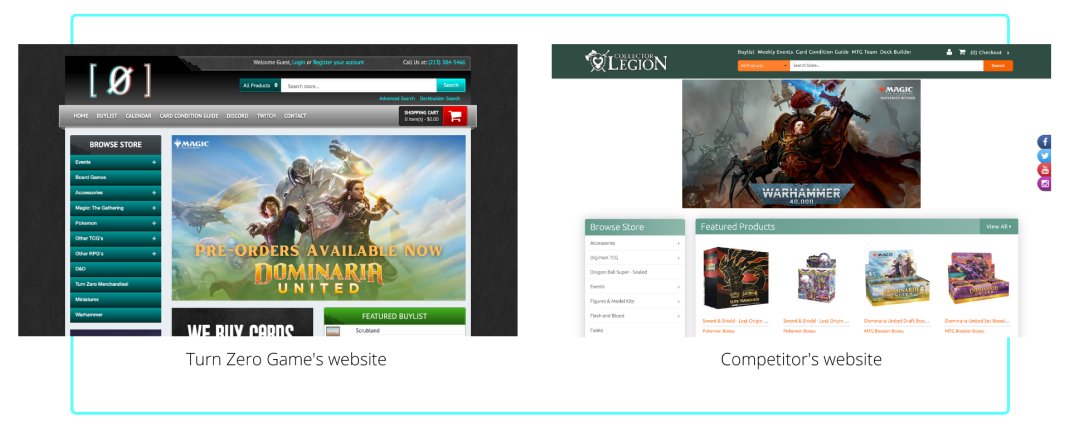 [Ø]
Welcome Guest, Login or Register your account
Call Us at: (213) 384-5466
All Products
Search store...
Search
Advanced Search Deckbuilder Search
HOME BUYLIST CALENDAR CARD CONDITION GUIDE DISCORD TWITCH CONTACT
SHOPPING CART
0 item(s) - $0.00
BROWSE STORE
Events +
Board Games
Accessories +
Magic: The Gathering +
Pokemon +
Other TCG's +
Other RPG's +
D&D
Turn Zero Merchandise!
Miniatures
Warhammer
MAGIC
PRE-ORDERS AVAILABLE NOW
DOMINARIA
UNITED
WE BUY CARDS
FEATURED BUYLIST
Scrubland
Turn Zero Game's website
COLLECTOR
LEGION
Buylist Weekly Events Card Condition Guide MTG Team Deck Builder
(0) Checkout >
All Products
Search Store...
Search
MAGIC
WARHAMMER
40,000
Browse Store
Accessories
Digimon TCG
Dragon Ball Super - Sealed
Events
Figures & Model Kits
Flesh and Blood
Funko
Featured Products
View All
Sword & Shield - Lost Origin ...
Pokemon Boxes
Sword & Shield - Lost Origin ...
Pokemon Boxes
Dominaria United Draft Boo...
MTG Booster Boxes
Dominaria United Set Boost...
MTG Booster Boxes
Competitor's website